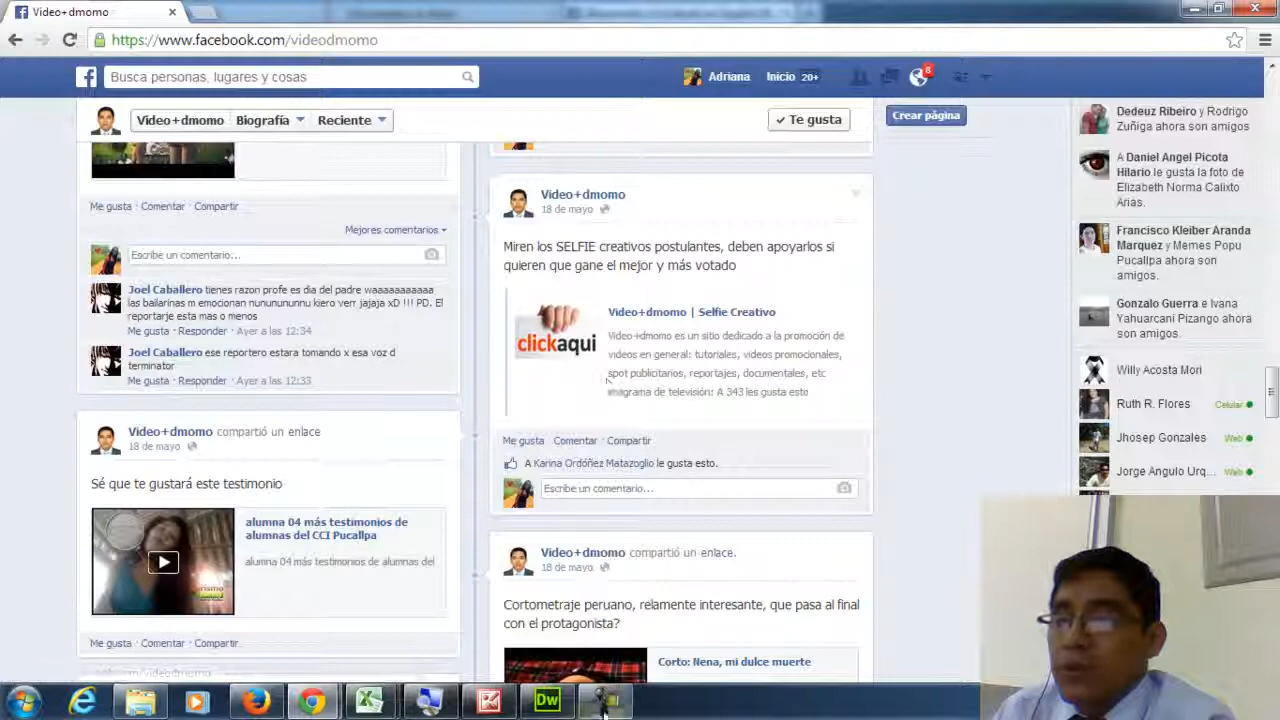 Video+dmomo
https://www.facebook.com/videodmomo
Busca personas, lugares y cosas
Adriana
Inicio 20+
8
Video+dmomo
Biografía
Reciente
Te gusta
Crear página
Me gusta · Comentar · Compartir
Mejores comentarios
Escribe un comentario...
Joel Caballero tienes razon profe es dia del padre waaaaaaaaaaa
las bailarinas m emocionan nunununununu kiero verr jajaja xD !!! PD. El
reportarje esta mas o menos
Me gusta · Responder · Ayer a las 12:34
Joel Caballero ese reportero estara tomando x esa voz d
terminator
Me gusta · Responder · Ayer a las 12:33
Video+dmomo compartió un enlace
18 de mayo
Sé que te gustará este testimonio
alumna 04 más testimonios de
alumnas del CCI Pucallpa
alumna 04 más testimonios de alumnas del
Me gusta · Comentar · Compartir
Video+dmomo
18 de mayo
Miren los SELFIE creativos postulantes, deben apoyarlos si
quieren que gane el mejor y más votado
clickaqui
Video+dmomo | Selfie Creativo
Video+dmomo es un sitio dedicado a la promoción de
videos en general: tutoriales, videos promocionales,
spot publicitarios, reportajes, documentales, etc
imagrama de televisión: A 343 les gusta esto
Me gusta · Comentar · Compartir
A Karina Ordóñez Matazoglio le gusta esto.
Escribe un comentario...
Video+dmomo compartió un enlace.
18 de mayo
Cortometraje peruano, relamente interesante, que pasa al final
con el protagonista?
Corto: Nena, mi dulce muerte
Dedeuz Ribeiro y Rodrigo
Zuñiga ahora son amigos.
A Daniel Angel Picota
Hilario le gusta la foto de
Elizabeth Norma Calixto
Arias.
Francisco Kleiber Aranda
Marquez y Memes Popu
Pucallpa ahora son
amigos.
Gonzalo Guerra e Ivana
Yahuarcani Pizango ahora
son amigos.
Willy Acosta Mori
Ruth R. Flores
Celular
Jhosep Gonzales
Web
Jorge Angulo Urq...
Web
Dw